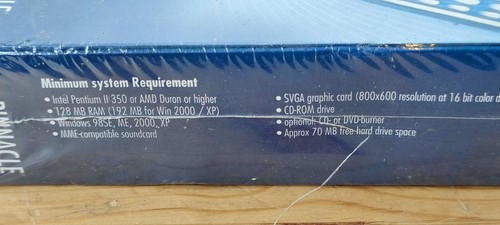 Minimum system Requirement
• Intel Pentium II 350 or AMD Duron or higher
• 128 MB RAM (192 MB for Win 2000 / XP)
• Windows 98SE, ME, 2000, XP
• MME-compatible soundcard
• SVGA graphic card (800x600 resolution at 16 bit color d
• CD-ROM drive
• optional: CD- or DVD-burner
• Approx 70 MB free hard drive space
PINNACLE